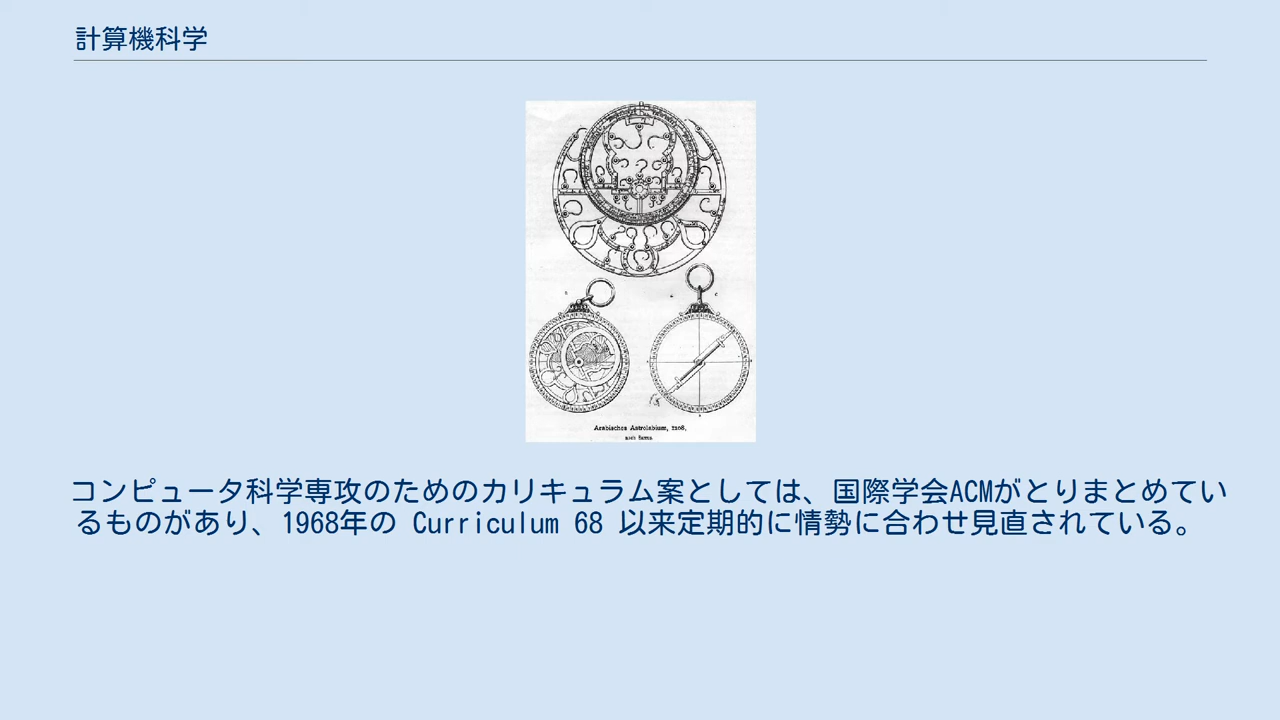 計算機科学
Arabisches Astrolabium, 1208,
コンピュータ科学専攻のためのカリキュラム案としては、国際学会ACMがとりまとめてい
るものがあり、1968年の Curriculum 68 以来定期的に情勢に合わせ見直されている。